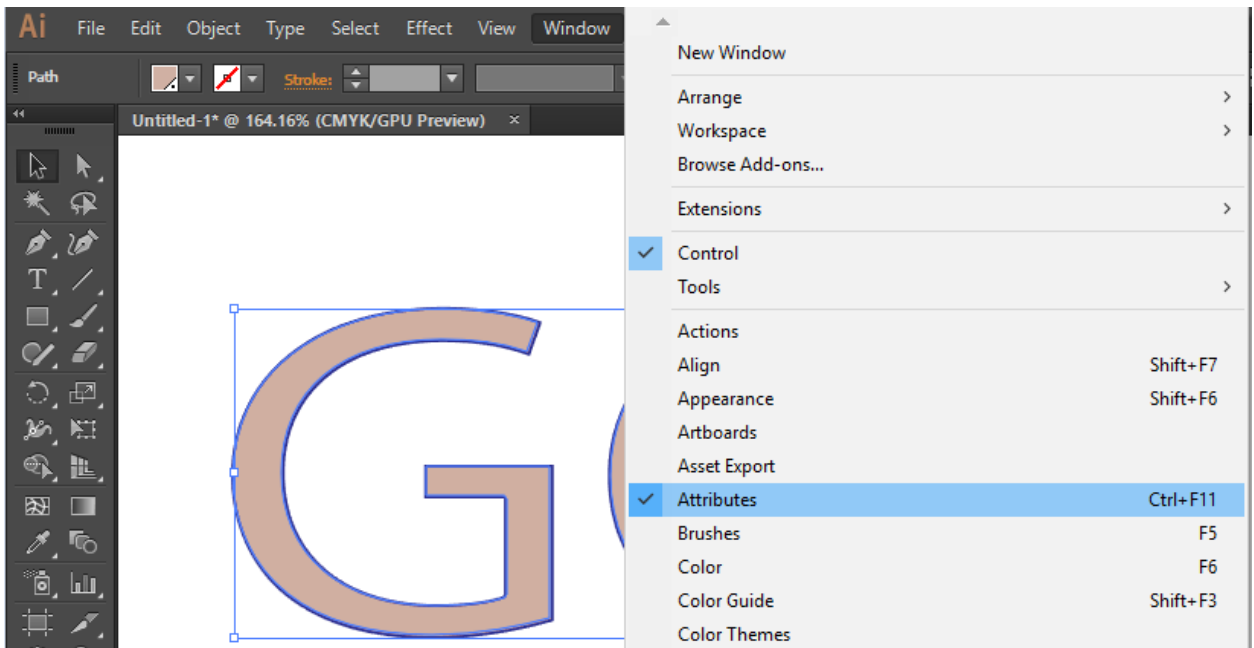 Ai File Edit Object Type Select Effect View Window
Path Stroke:
Untitled-1* @ 164.16% (CMYK/GPU Preview) ×
G
New Window
Arrange
Workspace
Browse Add-ons...
Extensions
Control
Tools
Actions
Align Shift+F7
Appearance Shift+F6
Artboards
Asset Export
Attributes Ctrl+F11
Brushes F5
Color F6
Color Guide Shift+F3
Color Themes